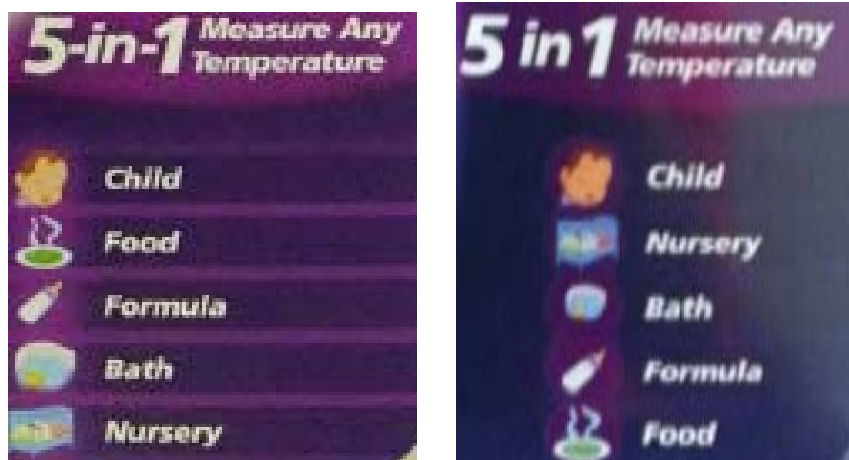 5-in-1 Measure Any
Temperature
Child
Food
Formula
Bath
Nursery
5 in 1 Measure Any
Temperature
Child
Nursery
Bath
Formula
Food